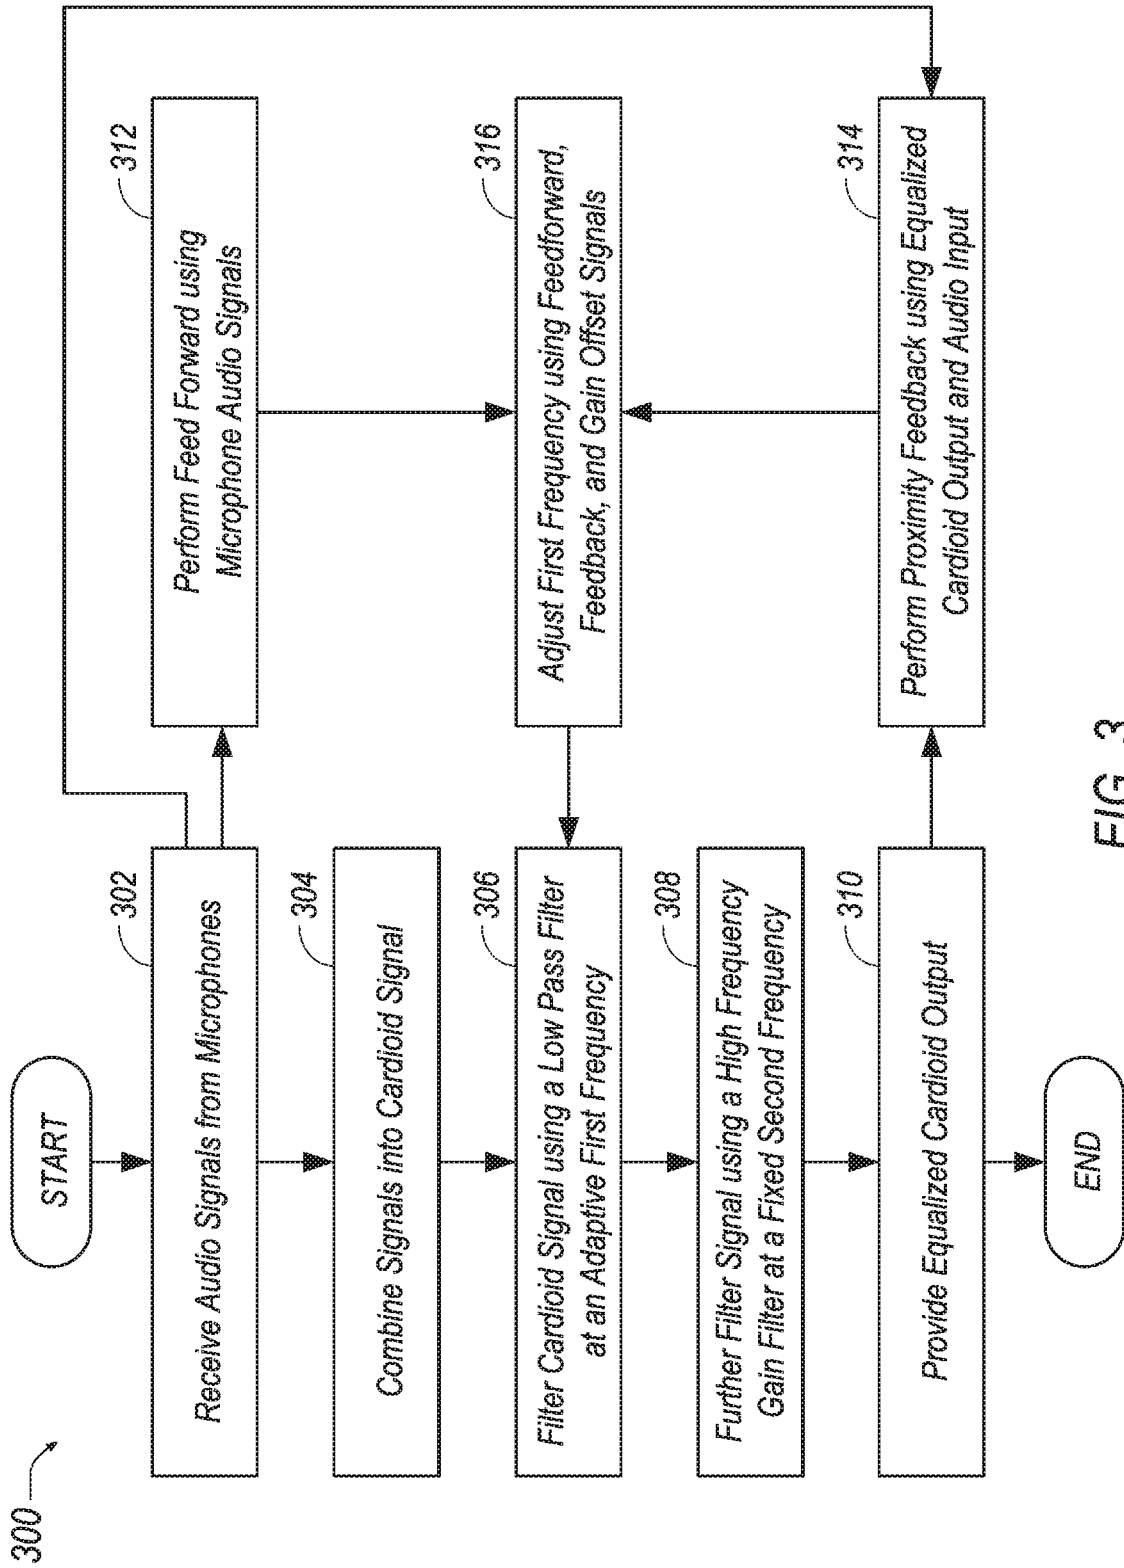 300
START
302
Receive Audio Signals from Microphones
304
Combine Signals into Cardioid Signal
306
Filter Cardioid Signal using a Low Pass Filter
at an Adaptive First Frequency
308
Further Filter Signal using a High Frequency
Gain Filter at a Fixed Second Frequency
310
Provide Equalized Cardioid Output
END
312
Perform Feed Forward using
Microphone Audio Signals
316
Adjust First Frequency using Feedforward,
Feedback, and Gain Offset Signals
314
Perform Proximity Feedback using Equalized
Cardioid Output and Audio Input
FIG. 3